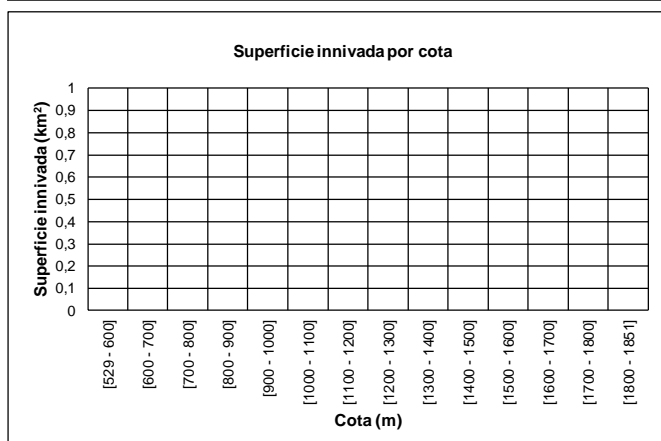 Superficie innivada por cota
Superficie innivada (km²)
1
0,9
0,8
0,7
0,6
0,5
0,4
0,3
0,2
0,1
0
[529 - 600]
[600 - 700]
[700 - 800]
[800 - 900]
[900 - 1000]
[1000 - 1100]
[1100 - 1200]
[1200 - 1300]
[1300 - 1400]
[1400 - 1500]
[1500 - 1600]
[1600 - 1700]
[1700 - 1800]
[1800 - 1851]
Cota (m)